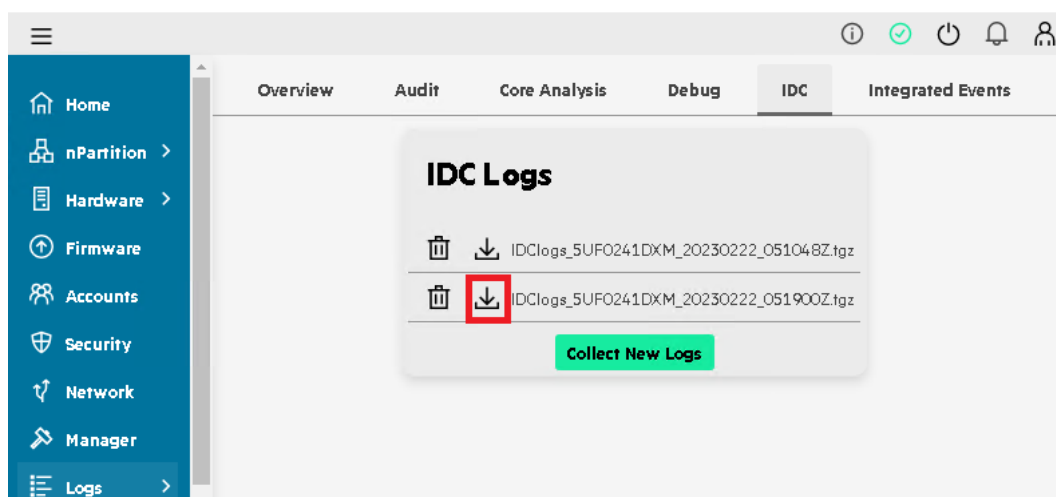 Overview Audit Core Analysis Debug IDC Integrated Events
Home
nPartition
Hardware
Firmware
Accounts
Security
Network
Manager
Logs
IDC Logs
IDClogs_5UF0241DXM_20230222_051048Z.tgz
IDClogs_5UF0241DXM_20230222_051900Z.tgz
Collect New Logs